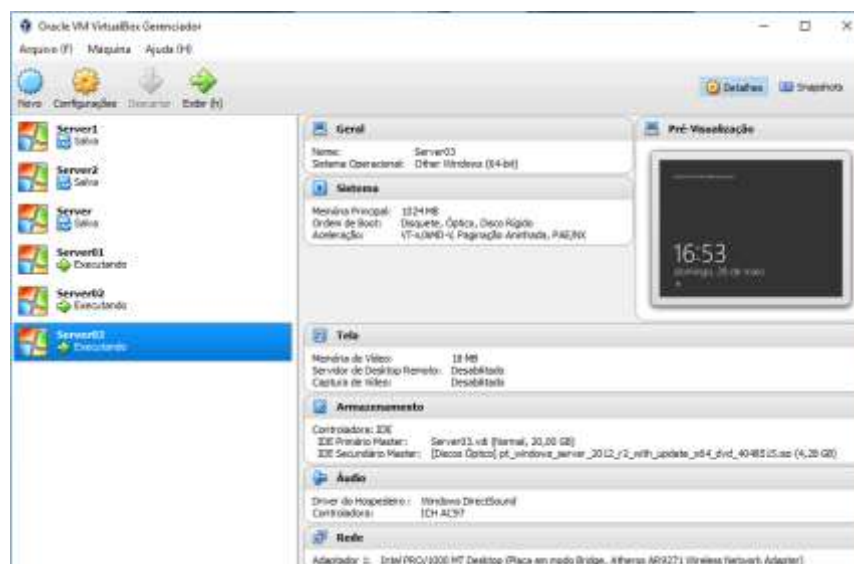 Oracle VM VirtualBox Gerenciador
Arquivo (F) Máquina Ajuda (H)
Novo Configurações Descartar Exibir (H)
Detalhes Snapshots
Server1
Salva
Server2
Salva
Server
Salva
Server01
Executando
Server02
Executando
Server03
Executando
Geral
Nome: Server03
Sistema Operacional: Other Windows (64-bit)
Sistema
Memória Principal: 1024 MB
Ordem de Boot: Disquete, Óptico, Disco Rígido
Aceleração: VT-x/AMD-V, Paginação Aninhada, PAE/NX
Pré-Visualização
16:53
domingo, de maio
Tela
Memória de Vídeo: 18 MB
Servidor de Desktop Remoto: Desabilitado
Captura de Vídeo: Desabilitado
Armazenamento
Controladora: IDE
IDE Primário Master: Server03.vdi (Normal, 20,00 GB)
IDE Secundário Master: [Disco Óptico] pt_windows_server_2012_r2_with_update_x64_dvd_4048515.iso (4,28 GB)
Áudio
Driver do Hospedeiro: Windows DirectSound
Controladora: ICH AC97
Rede
Adaptador 1: Intel PRO/1000 MT Desktop (Placa em modo Bridge, Atheros AR9271 Wireless Network Adapter)